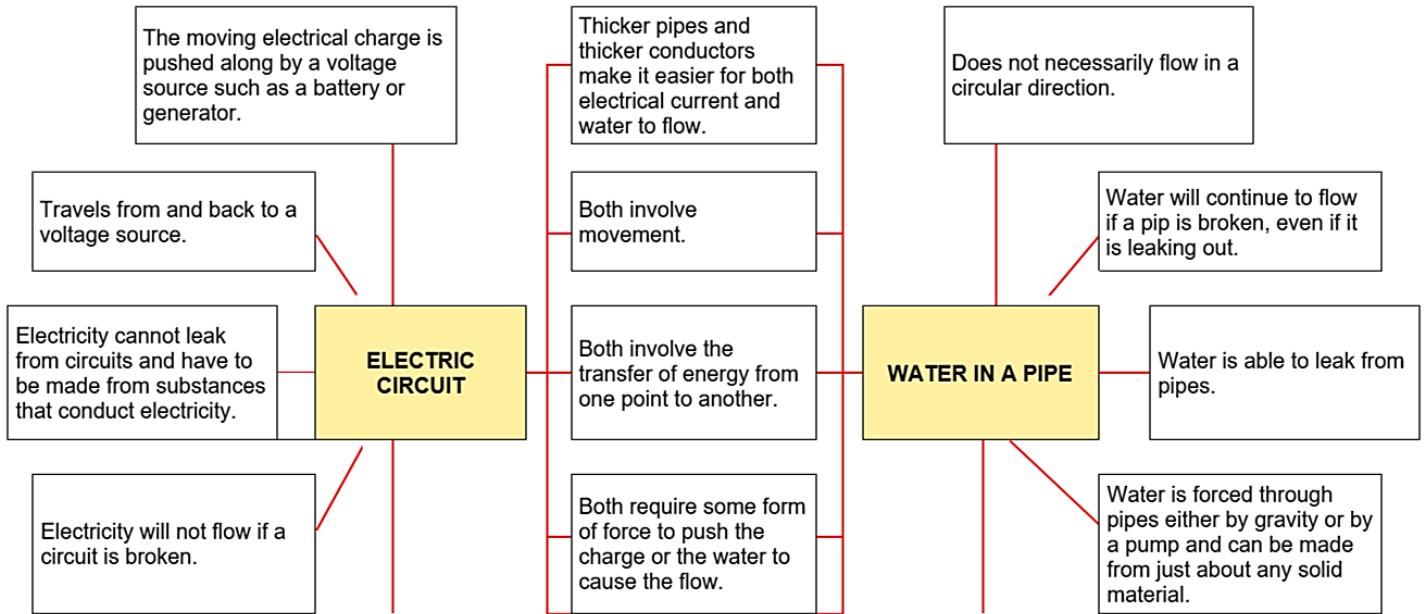 The moving electrical charge is
pushed along by a voltage
source such as a battery or
generator.
Thicker pipes and
thicker conductors
make it easier for both
electrical current and
water to flow.
Does not necessarily flow in a
circular direction.
Travels from and back to a
voltage source.
Both involve
movement.
Water will continue to flow
if a pip is broken, even if it
is leaking out.
Electricity cannot leak
from circuits and have to
be made from substances
that conduct electricity.
ELECTRIC
CIRCUIT
Both involve the
transfer of energy from
one point to another.
WATER IN A PIPE
Water is able to leak from
pipes.
Electricity will not flow if a
circuit is broken.
Both require some form
of force to push the
charge or the water to
cause the flow.
Water is forced through
pipes either by gravity or by
a pump and can be made
from just about any solid
material.